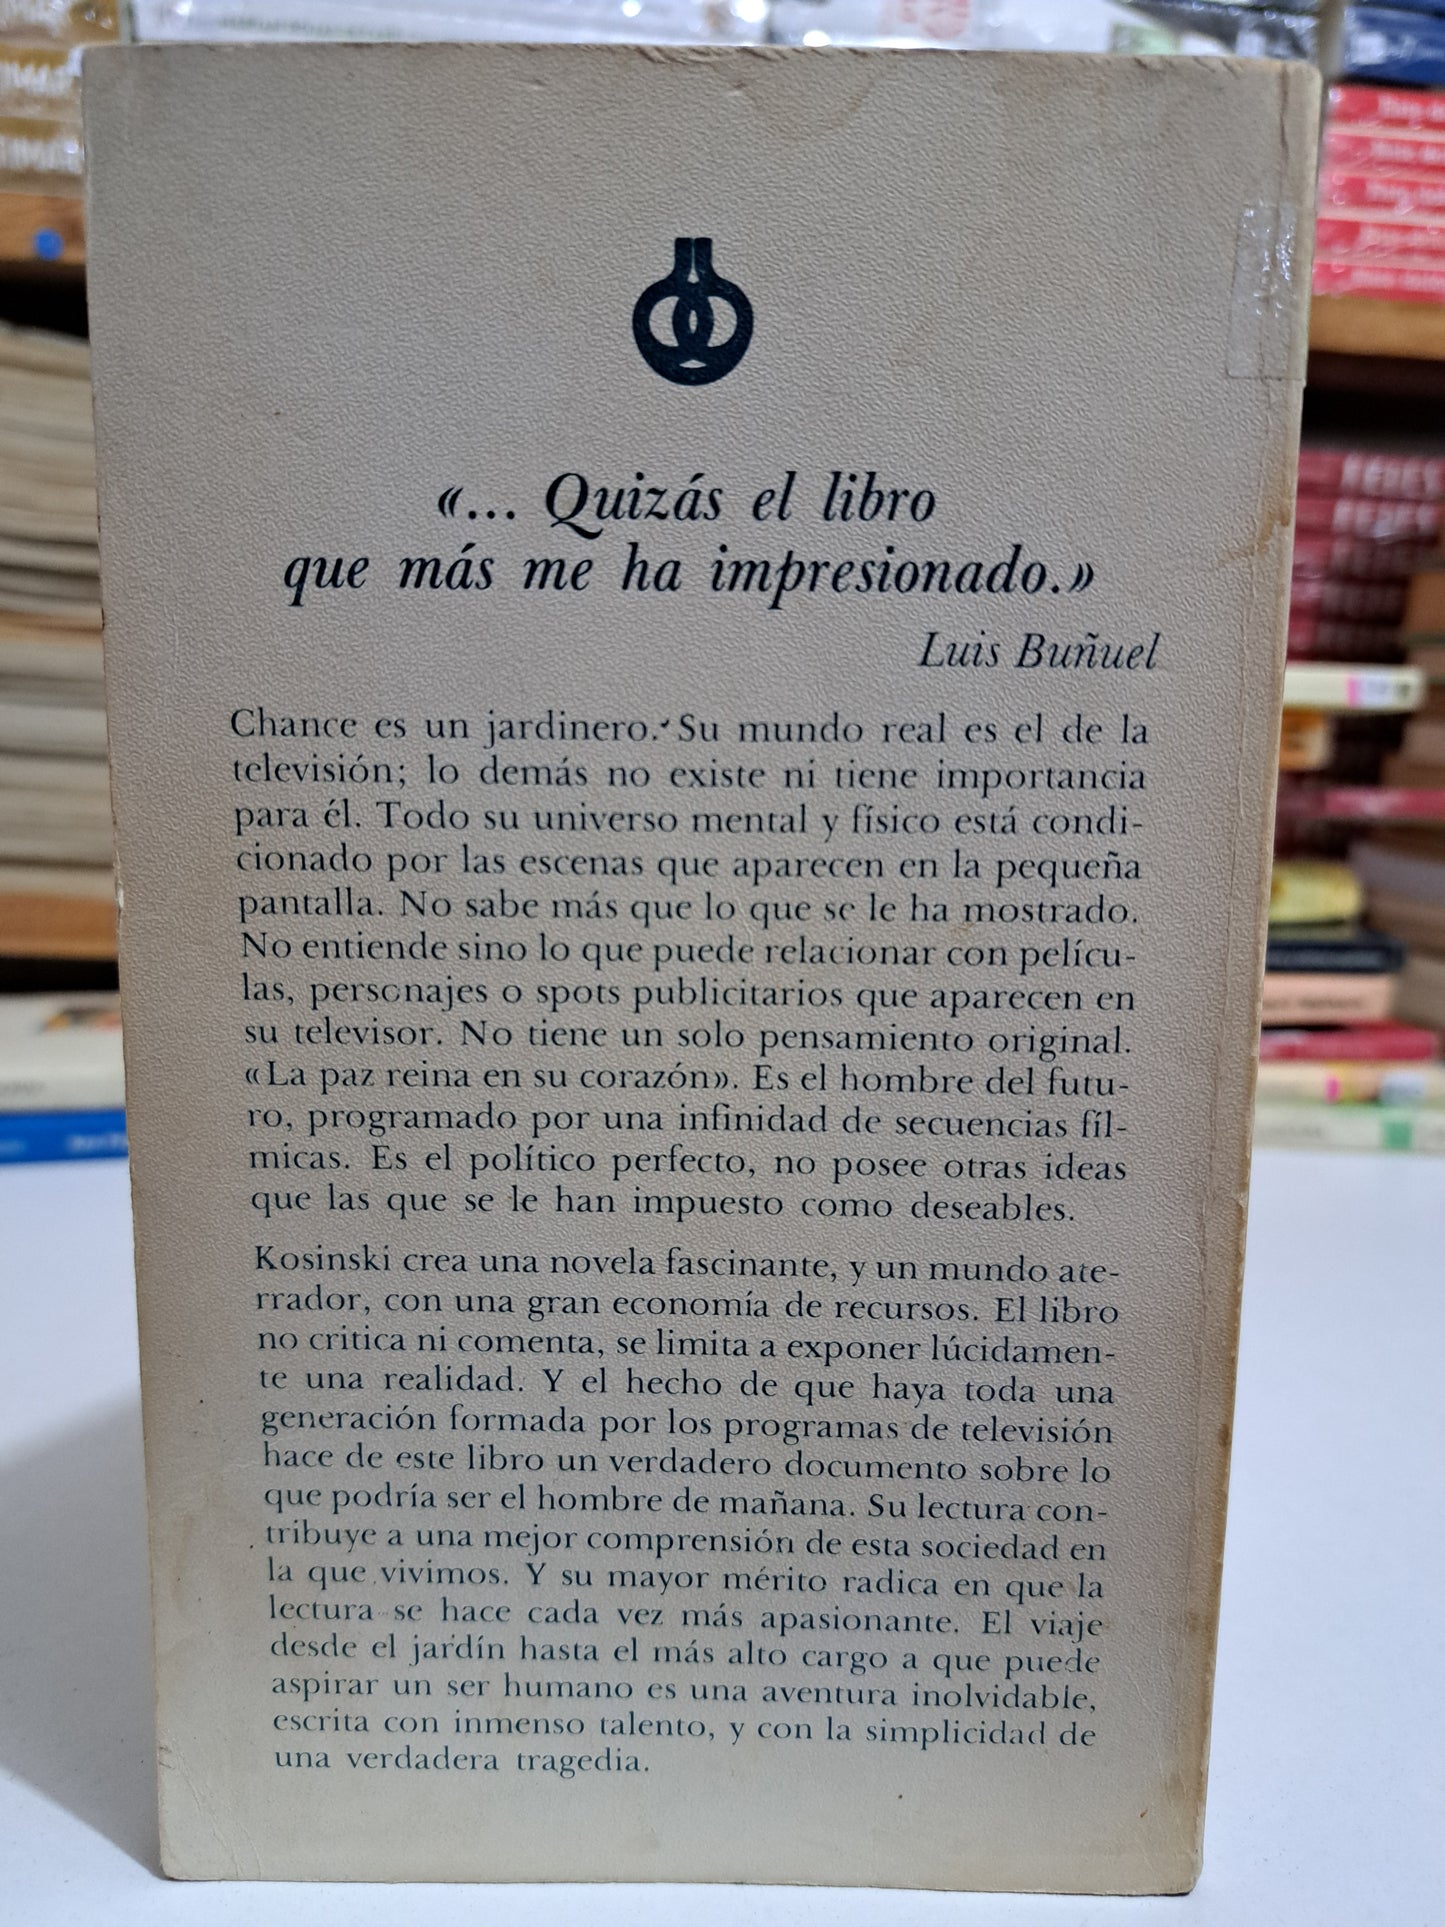 «... Quizás el libro
que más me ha impresionado.»
Luis Buñuel
Chance es un jardinero. Su mundo real es el de la
televisión; lo demás no existe ni tiene importancia
para él. Todo su universo mental y físico está condi-
cionado por las escenas que aparecen en la pequeña
pantalla. No sabe más que lo que se le ha mostrado.
No entiende sino lo que puede relacionar con pelícu-
las, personajes o spots publicitarios que aparecen en
su televisor. No tiene un solo pensamiento original.
«La paz reina en su corazón». Es el hombre del futu-
ro, programado por una infinidad de secuencias fíl-
micas. Es el político perfecto, no posee otras ideas
que las que se le han impuesto como deseables.
Kosinski crea una novela fascinante, y un mundo ate-
rrador, con una gran economía de recursos. El libro
no critica ni comenta, se limita a exponer lúcidamen-
te una realidad. Y el hecho de que haya toda una
generación formada por los programas de televisión
hace de este libro un verdadero documento sobre lo
que podría ser el hombre de mañana. Su lectura con-
tribuye a una mejor comprensión de esta sociedad en
la que vivimos. Y su mayor mérito radica en que la
lectura se hace cada vez más apasionante. El viaje
desde el jardín hasta el más alto cargo a que puede
aspirar un ser humano es una aventura inolvidable,
escrita con inmenso talento, y con la simplicidad de
una verdadera tragedia.